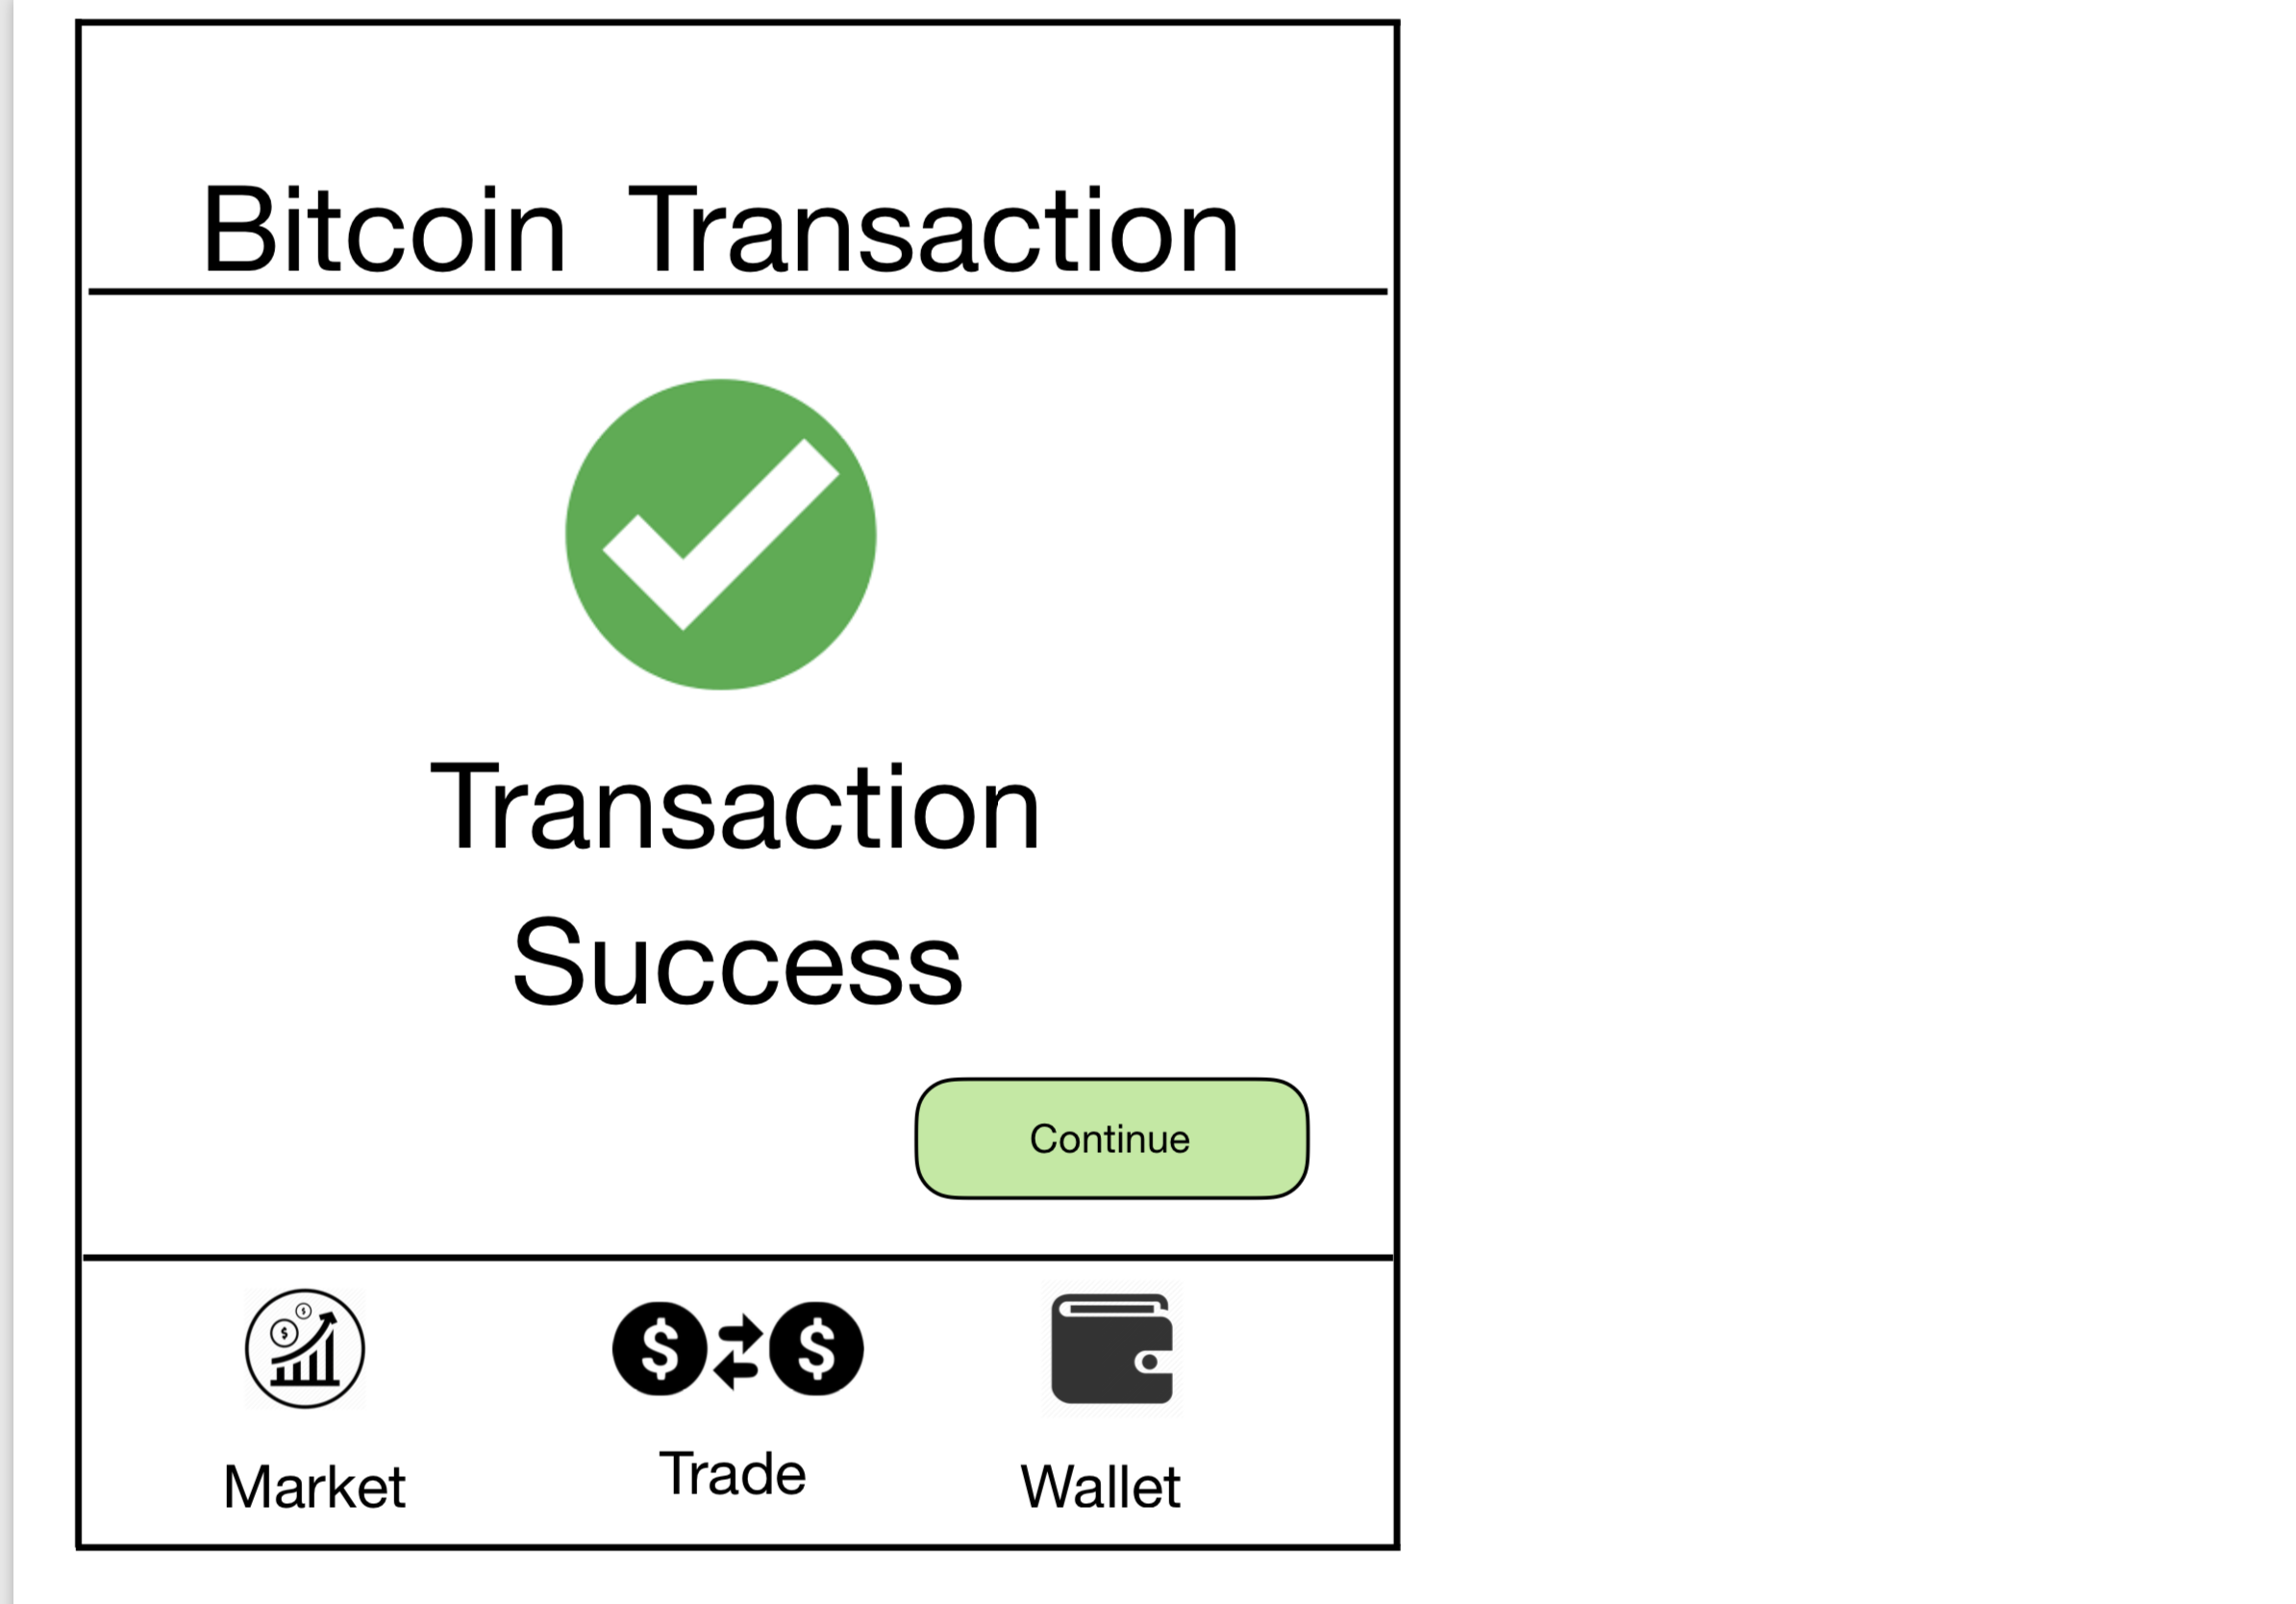 Bitcoin Transaction
Transaction
Success
Continue
Market
Trade
Wallet